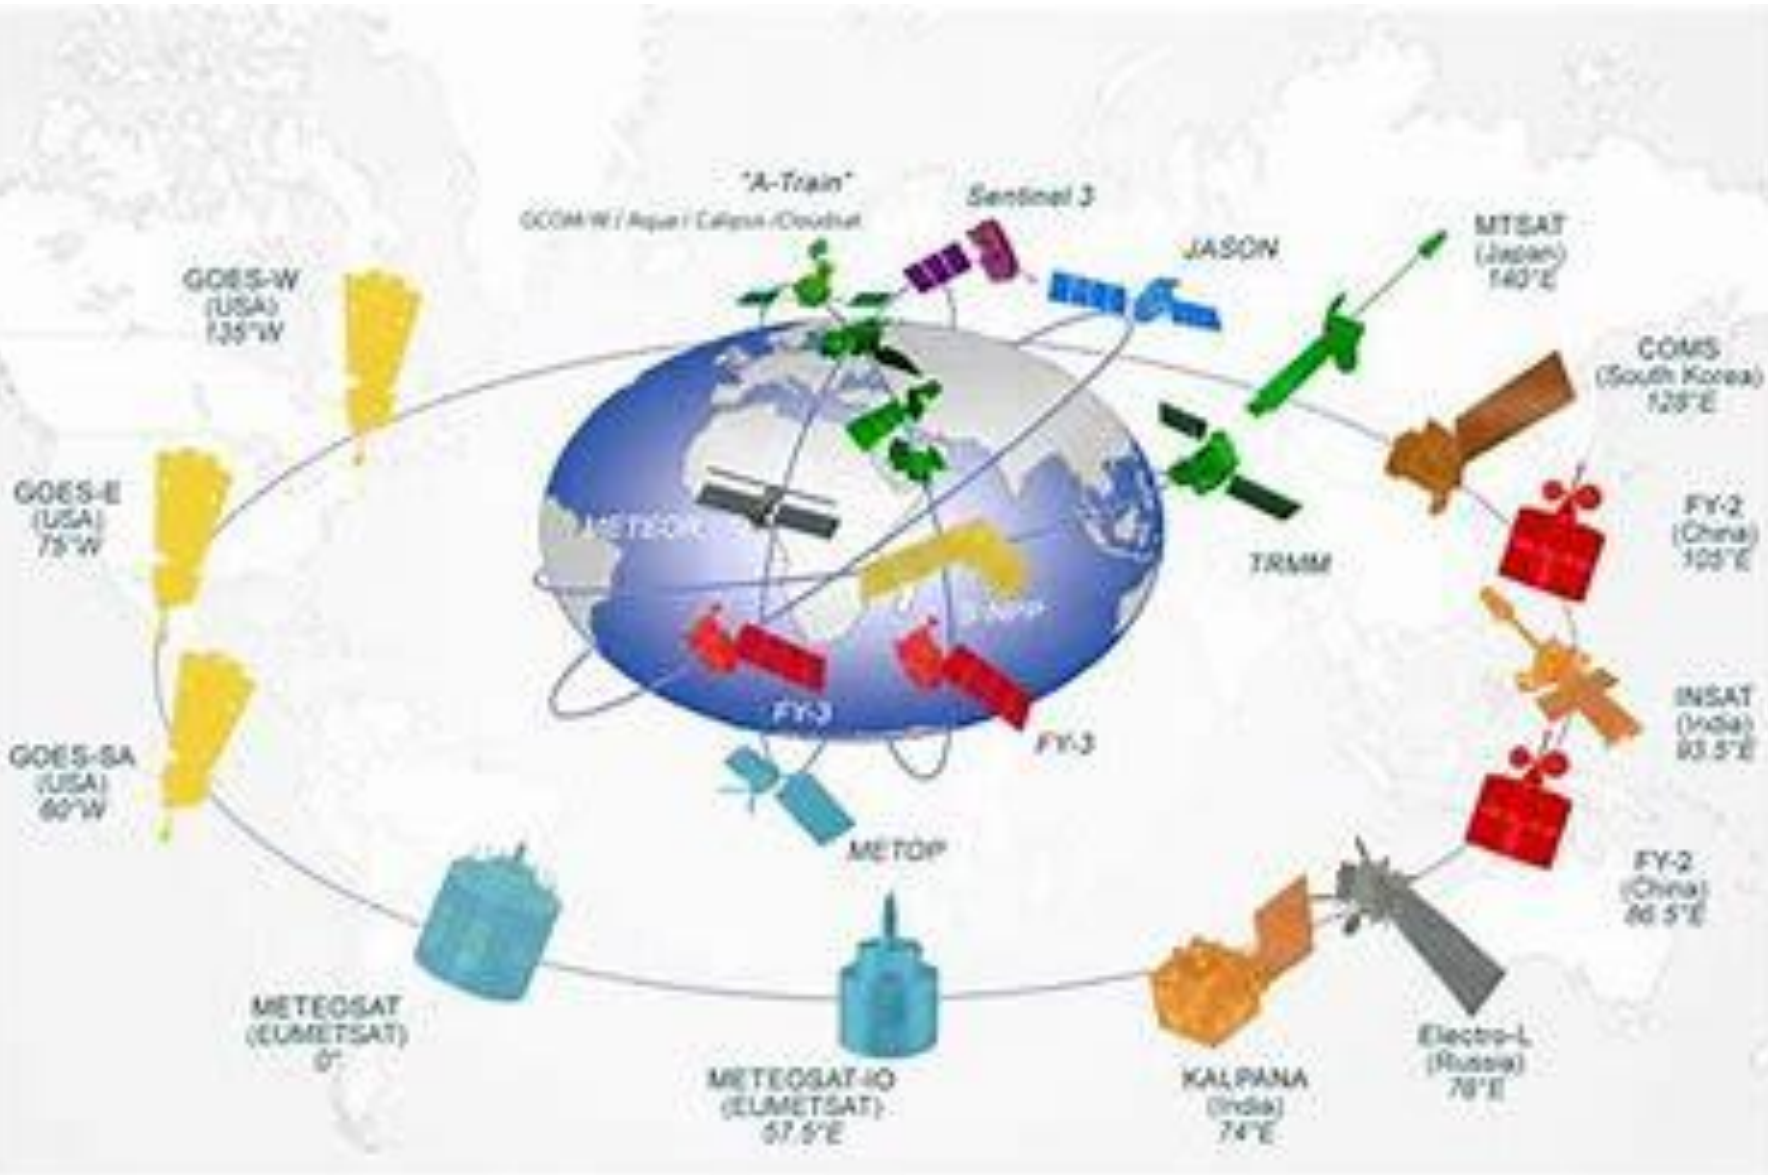 "A-Train"
GCOM-W / Aqua / Calipso /Cloudsat
Sentinel 3
JASON
MTSAT
(Japan)
140°E
GOES-W
(USA)
135°W
COMS
(South Korea)
128°E
GOES-E
(USA)
75°W
FY-2
(China)
105°E
METEOR
TRMM
INSAT
(India)
93.5°E
FY-3
FY-3
GOES-SA
(USA)
60°W
METOP
FY-2
(China)
86.5°E
METEOSAT
(EUMETSAT)
0°
METEOSAT-IO
(EUMETSAT)
57.5°E
KALPANA
(India)
74°E
Electro-L
(Russia)
76°E